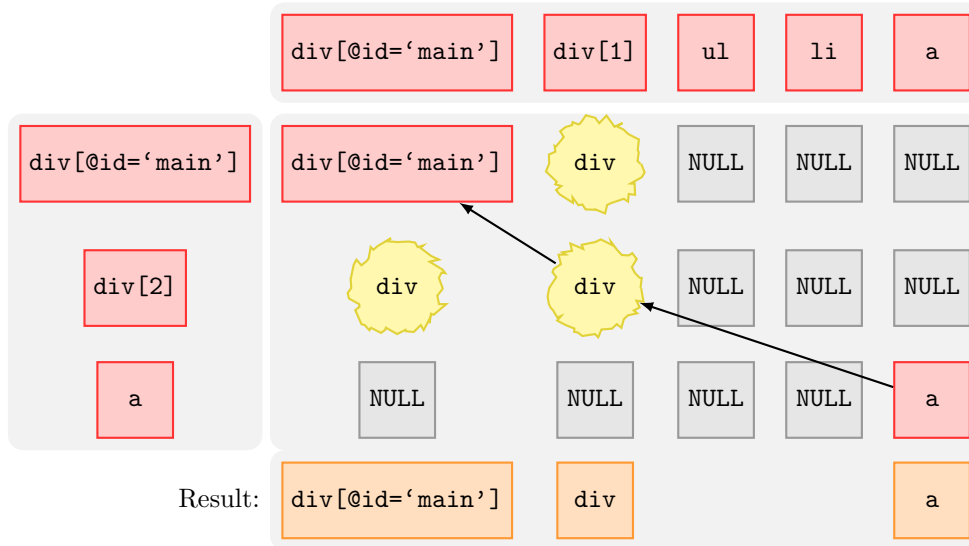 div[@id=‘main’] div[1] ul li a
div[@id=‘main’] div[@id=‘main’] div NULL NULL NULL
div[2] div div NULL NULL NULL
a NULL NULL NULL NULL a
Result: div[@id=‘main’] div a